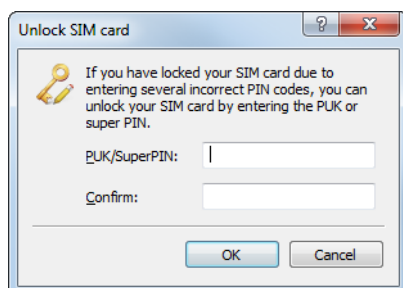 Unlock SIM card
If you have locked your SIM card due to
entering several incorrect PIN codes, you can
unlock your SIM card by entering the PUK or
super PIN.
PUK/SuperPIN:
Confirm:
OK Cancel